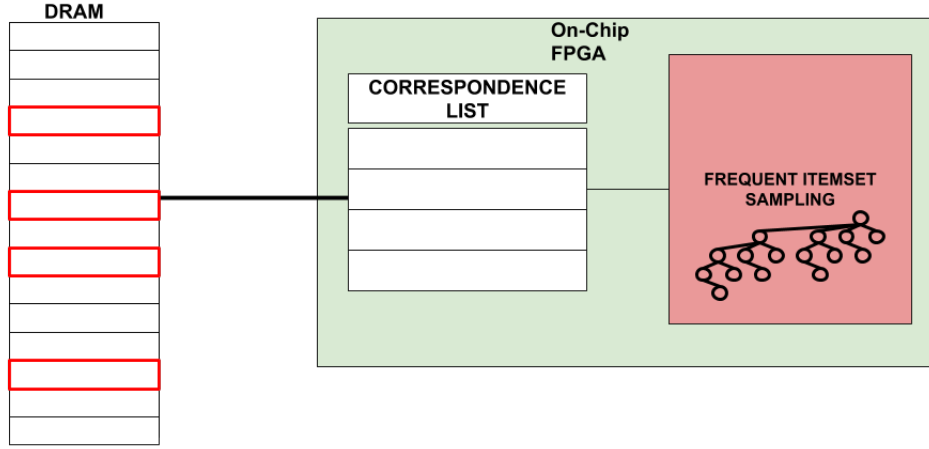 DRAM
On-Chip
FPGA
CORRESPONDENCE
LIST
FREQUENT ITEMSET
SAMPLING